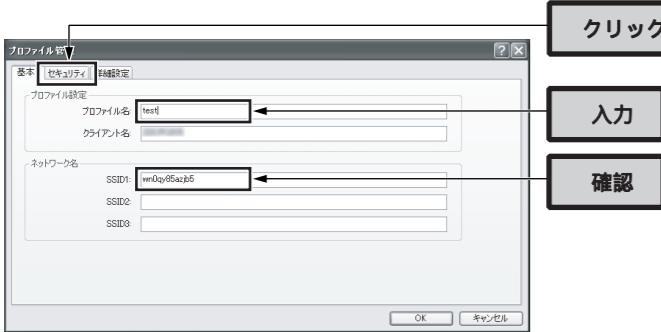 クリック
プロファイル管
基本 セキュリティ 詳細設定
プロファイル設定
プロファイル名: test
入力
クライアント名:
ネットワーク名
SSID1: wn0qy85azjb5
確認
SSID2:
SSID3:
OK キャンセル